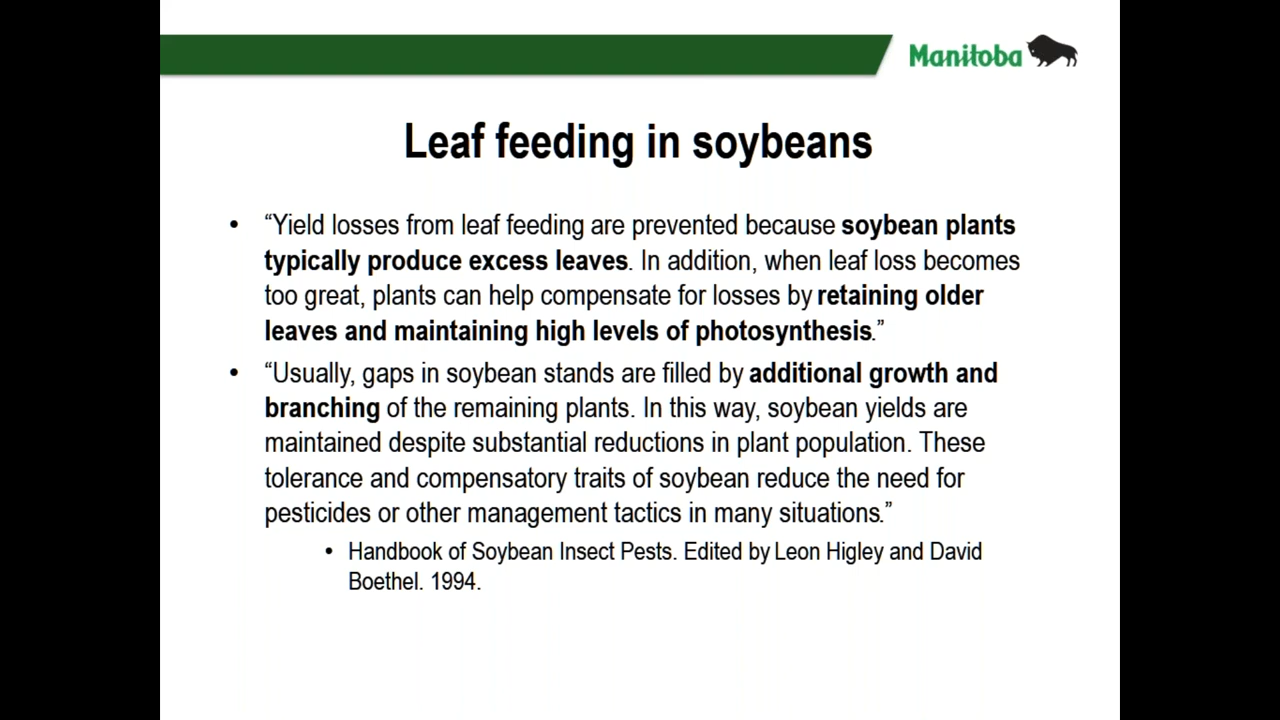 Manitoba
Leaf feeding in soybeans
• “Yield losses from leaf feeding are prevented because soybean plants
typically produce excess leaves. In addition, when leaf loss becomes
too great, plants can help compensate for losses by retaining older
leaves and maintaining high levels of photosynthesis.”
• “Usually, gaps in soybean stands are filled by additional growth and
branching of the remaining plants. In this way, soybean yields are
maintained despite substantial reductions in plant population. These
tolerance and compensatory traits of soybean reduce the need for
pesticides or other management tactics in many situations.”
• Handbook of Soybean Insect Pests. Edited by Leon Higley and David
Boethel. 1994.